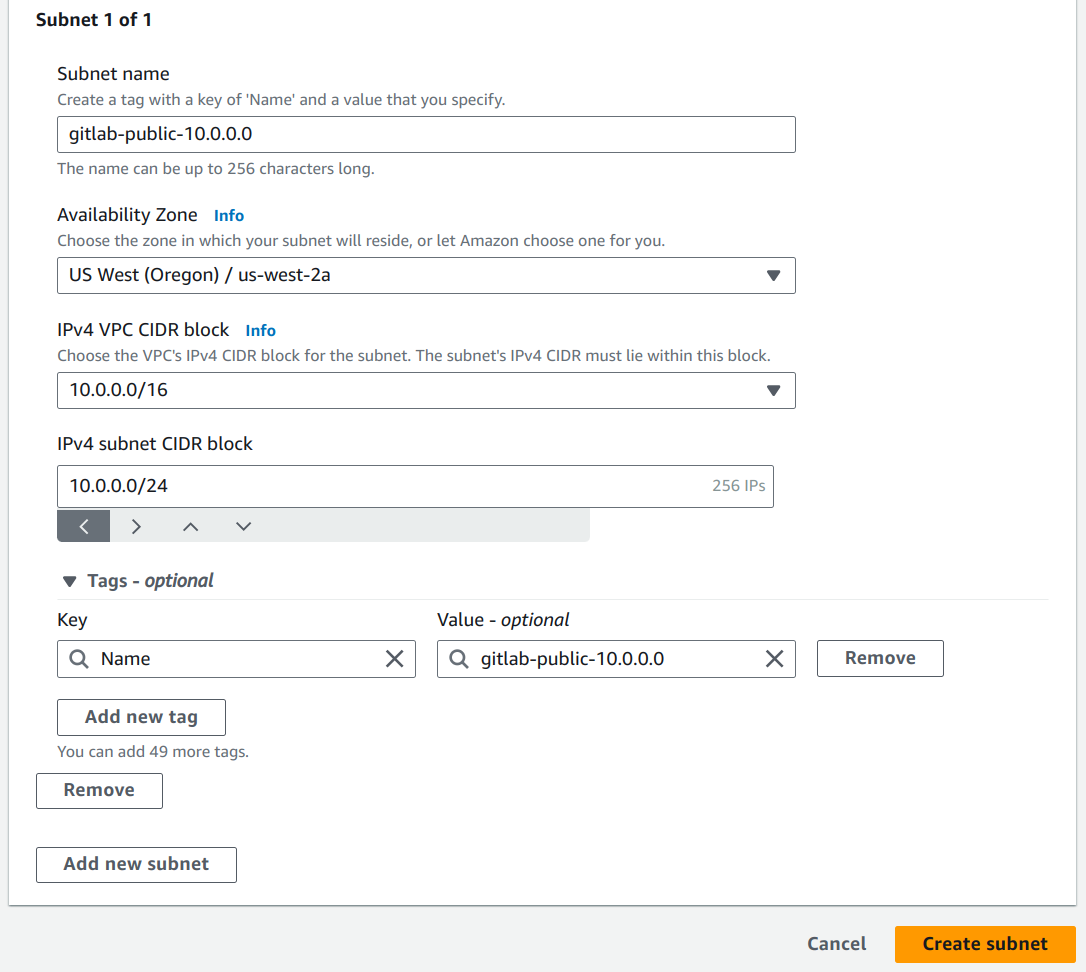 Subnet 1 of 1
Subnet name
Create a tag with a key of 'Name' and a value that you specify.
gitlab-public-10.0.0.0
The name can be up to 256 characters long.
Availability Zone Info
Choose the zone in which your subnet will reside, or let Amazon choose one for you.
US West (Oregon) / us-west-2a
IPv4 VPC CIDR block Info
Choose the VPC's IPv4 CIDR block for the subnet. The subnet's IPv4 CIDR must lie within this block.
10.0.0.0/16
IPv4 subnet CIDR block
10.0.0.0/24 256 IPs
Tags - optional
Key Value - optional
Name gitlab-public-10.0.0.0 Remove
Add new tag
You can add 49 more tags.
Remove
Add new subnet
Cancel Create subnet